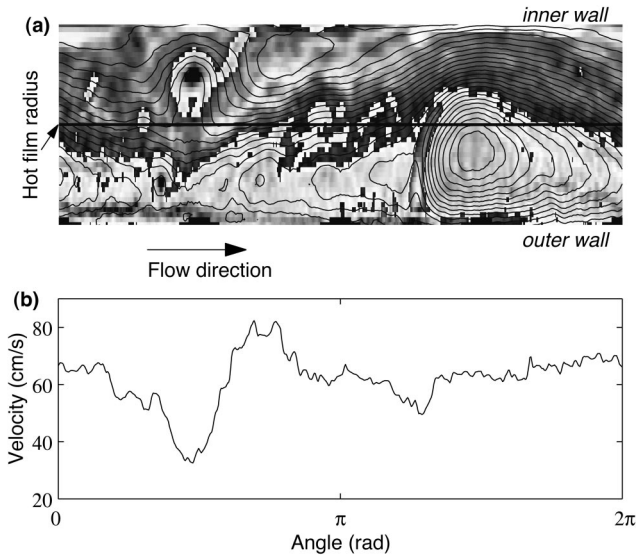 (a)
inner wall
Hot film radius
outer wall
Flow direction
(b)
80
60
40
20
Velocity (cm/s)
0
π
2π
Angle (rad)